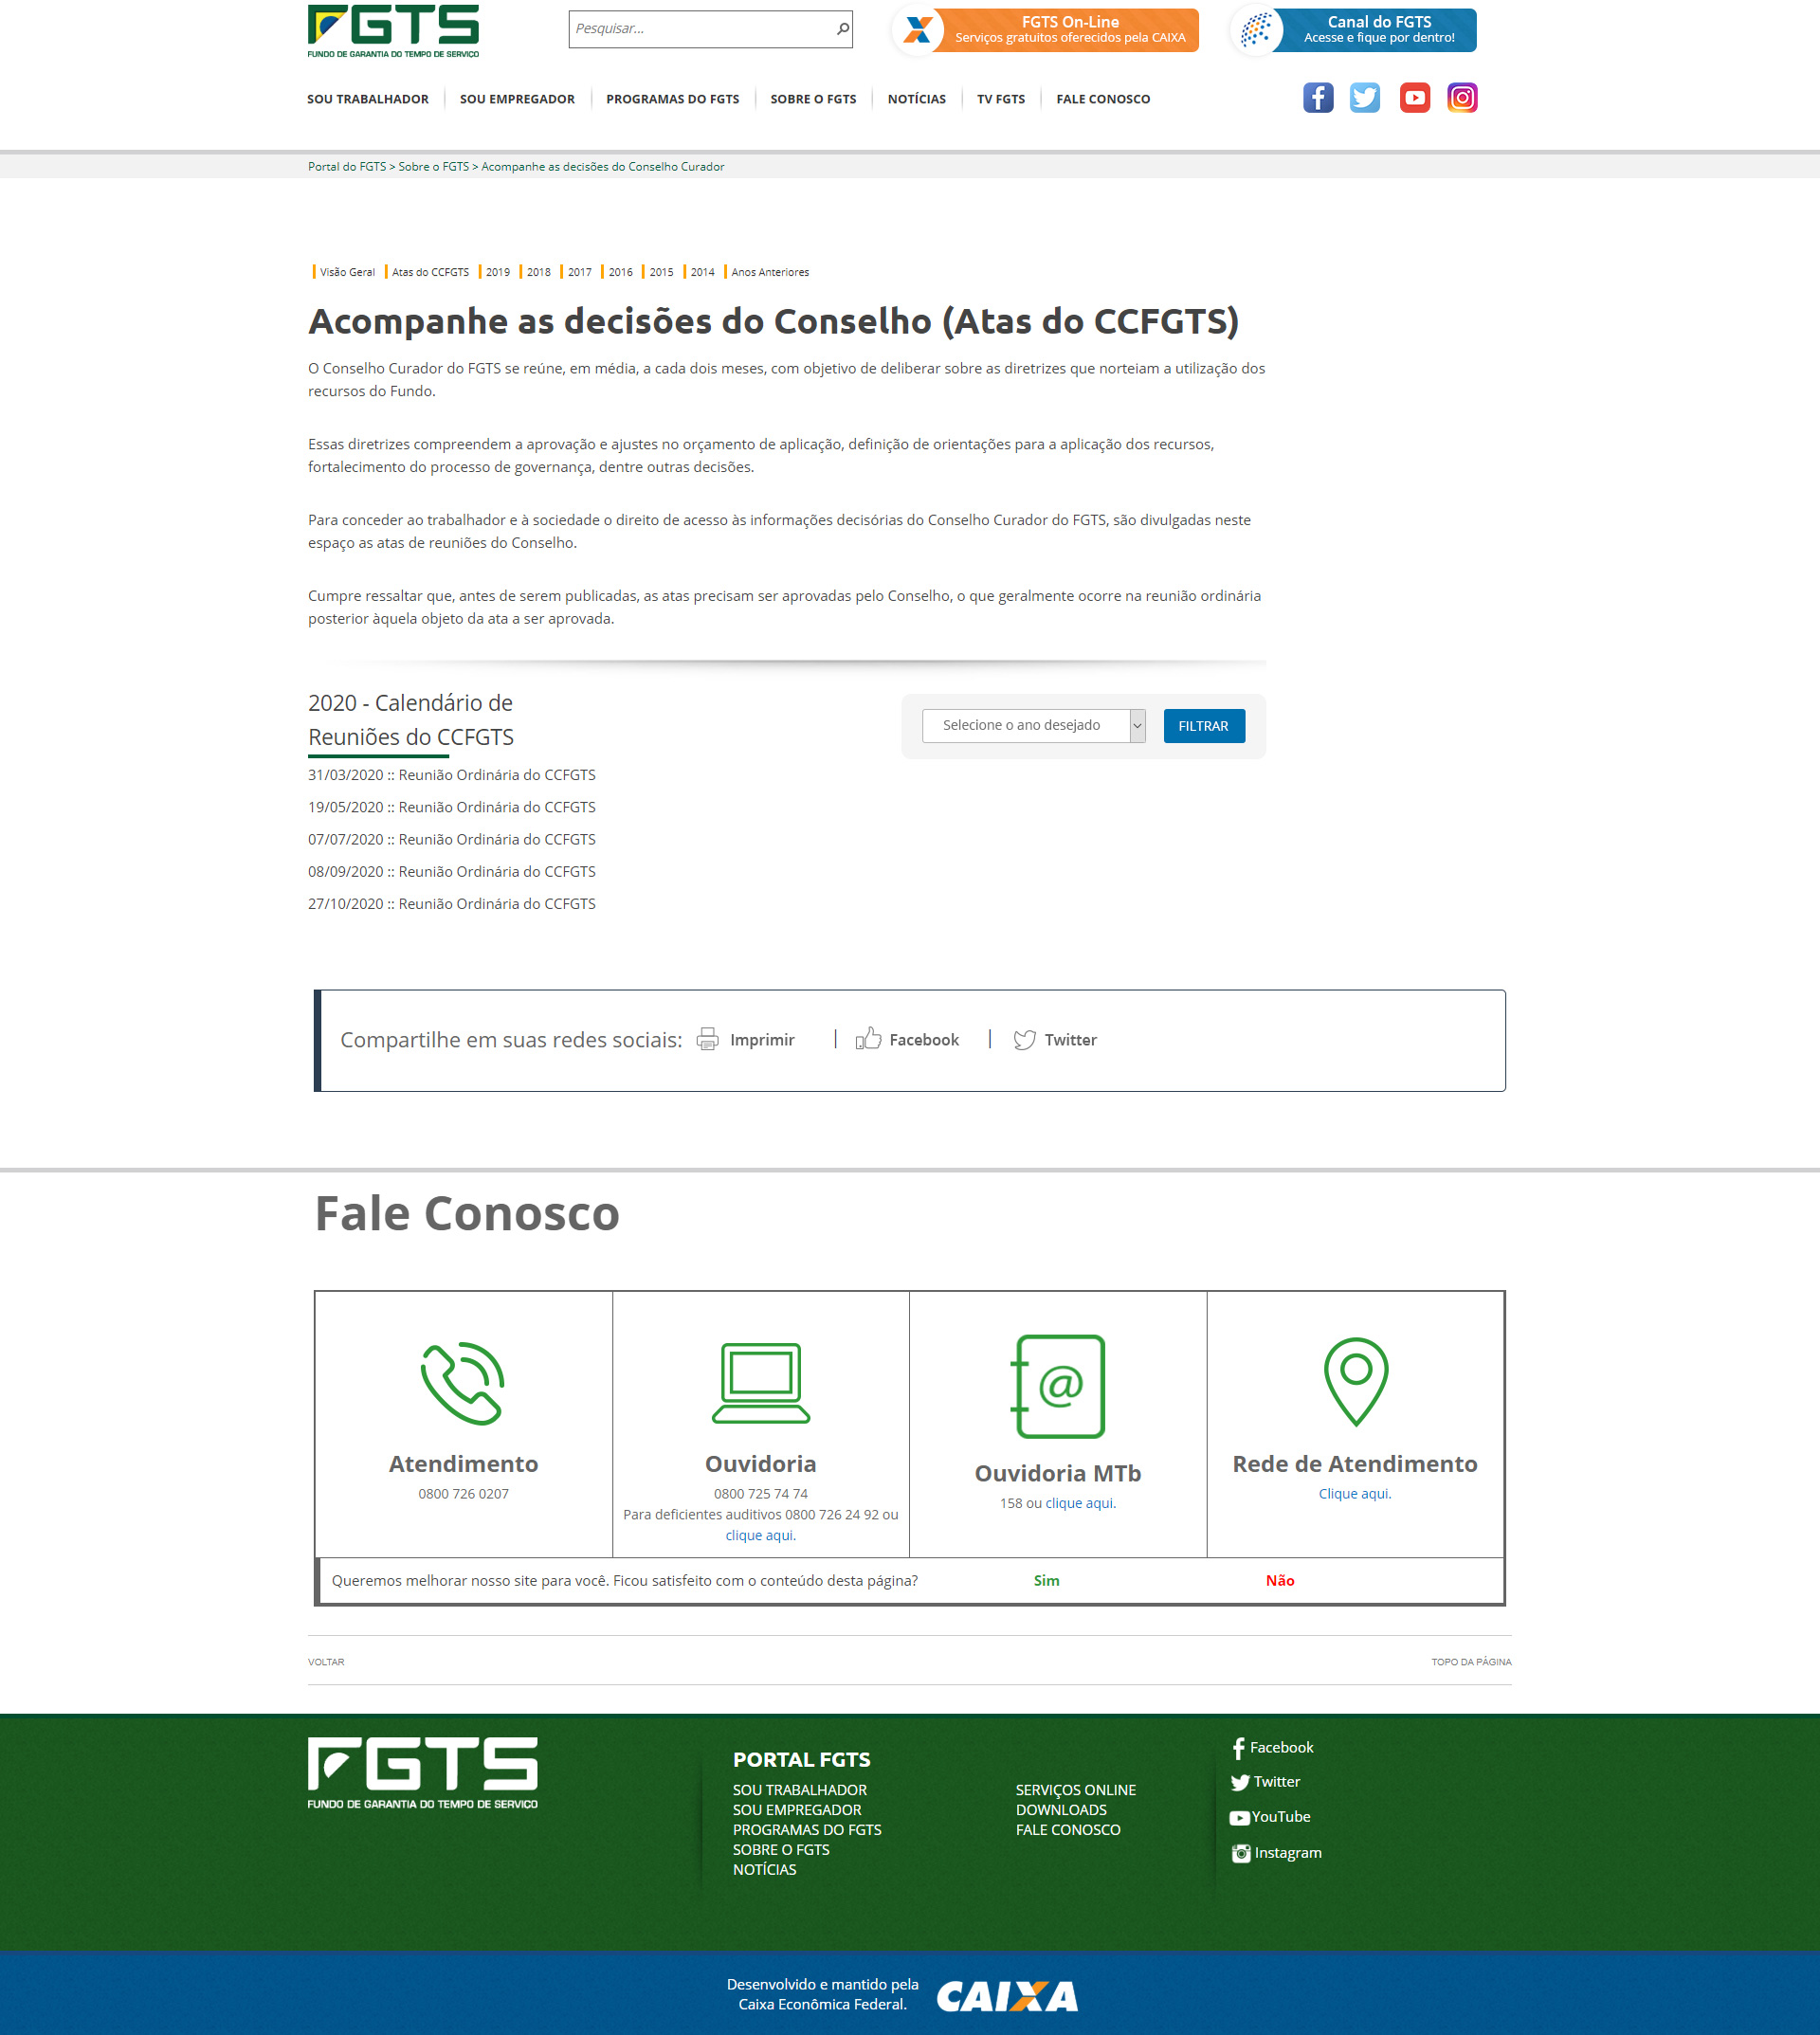 FGTS
FUNDO DE GARANTIA DO TEMPO DE SERVIÇO
Pesquisar...
FGTS On-Line
Serviços gratuitos oferecidos pela CAIXA
Canal do FGTS
Acesse e fique por dentro!
SOU TRABALHADOR
SOU EMPREGADOR
PROGRAMAS DO FGTS
SOBRE O FGTS
NOTÍCIAS
TV FGTS
FALE CONOSCO
Portal do FGTS > Sobre o FGTS > Acompanhe as decisões do Conselho Curador
Visão Geral
Atas do CCFGTS
2019
2018
2017
2016
2015
2014
Anos Anteriores
Acompanhe as decisões do Conselho (Atas do CCFGTS)
O Conselho Curador do FGTS se reúne, em média, a cada dois meses, com objetivo de deliberar sobre as diretrizes que norteiam a utilização dos
recursos do Fundo.
Essas diretrizes compreendem a aprovação e ajustes no orçamento de aplicação, definição de orientações para a aplicação dos recursos,
fortalecimento do processo de governança, dentre outras decisões.
Para conceder ao trabalhador e à sociedade o direito de acesso às informações decisórias do Conselho Curador do FGTS, são divulgadas neste
espaço as atas de reuniões do Conselho.
Cumpre ressaltar que, antes de serem publicadas, as atas precisam ser aprovadas pelo Conselho, o que geralmente ocorre na reunião ordinária
posterior àquela objeto da ata a ser aprovada.
2020 - Calendário de
Reuniões do CCFGTS
Selecione o ano desejado
FILTRAR
31/03/2020 :: Reunião Ordinária do CCFGTS
19/05/2020 :: Reunião Ordinária do CCFGTS
07/07/2020 :: Reunião Ordinária do CCFGTS
08/09/2020 :: Reunião Ordinária do CCFGTS
27/10/2020 :: Reunião Ordinária do CCFGTS
Compartilhe em suas redes sociais:
Imprimir
|
Facebook
|
Twitter
Fale Conosco
Atendimento
0800 726 0207
Ouvidoria
0800 725 74 74
Para deficientes auditivos 0800 726 24 92 ou
clique aqui.
@
Ouvidoria MTb
158 ou clique aqui.
Rede de Atendimento
Clique aqui.
Queremos melhorar nosso site para você. Ficou satisfeito com o conteúdo desta página?
Sim
Não
VOLTAR
TOPO DA PÁGINA
FGTS
FUNDO DE GARANTIA DO TEMPO DE SERVIÇO
PORTAL FGTS
SOU TRABALHADOR
SOU EMPREGADOR
PROGRAMAS DO FGTS
SOBRE O FGTS
NOTÍCIAS
SERVIÇOS ONLINE
DOWNLOADS
FALE CONOSCO
Facebook
Twitter
YouTube
Instagram
Desenvolvido e mantido pela
Caixa Econômica Federal.
CAIXA